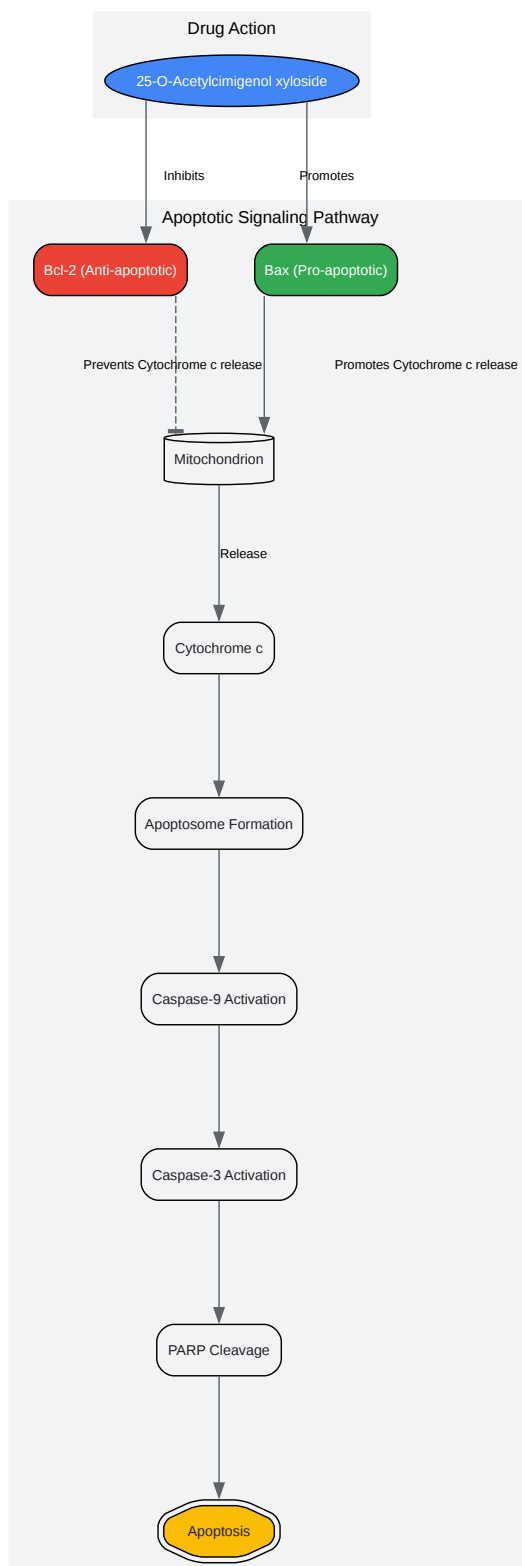 Drug Action
25-O-Acetylcimigenol xyloside
Inhibits
Promotes
Apoptotic Signaling Pathway
Bcl-2 (Anti-apoptotic)
Bax (Pro-apoptotic)
Prevents Cytochrome c release
Promotes Cytochrome c release
Mitochondrion
Release
Cytochrome c
Apoptosome Formation
Caspase-9 Activation
Caspase-3 Activation
PARP Cleavage
Apoptosis